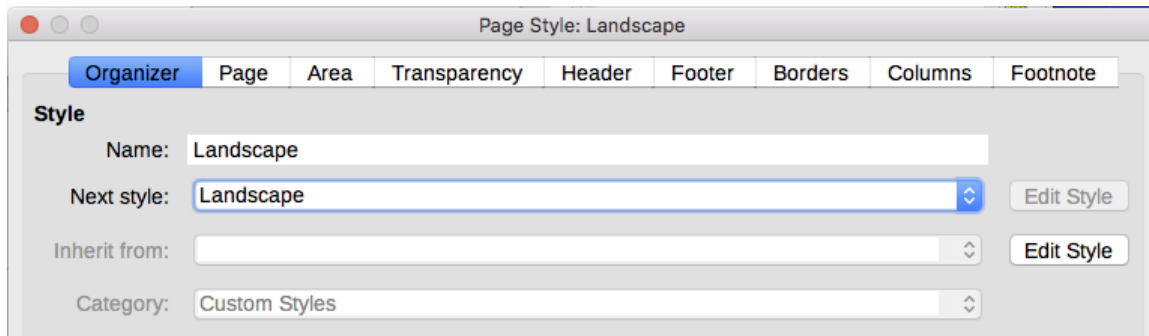 Page Style: Landscape
Organizer Page Area Transparency Header Footer Borders Columns Footnote
Style
Name: Landscape
Next style: Landscape Edit Style
Inherit from: Edit Style
Category: Custom Styles